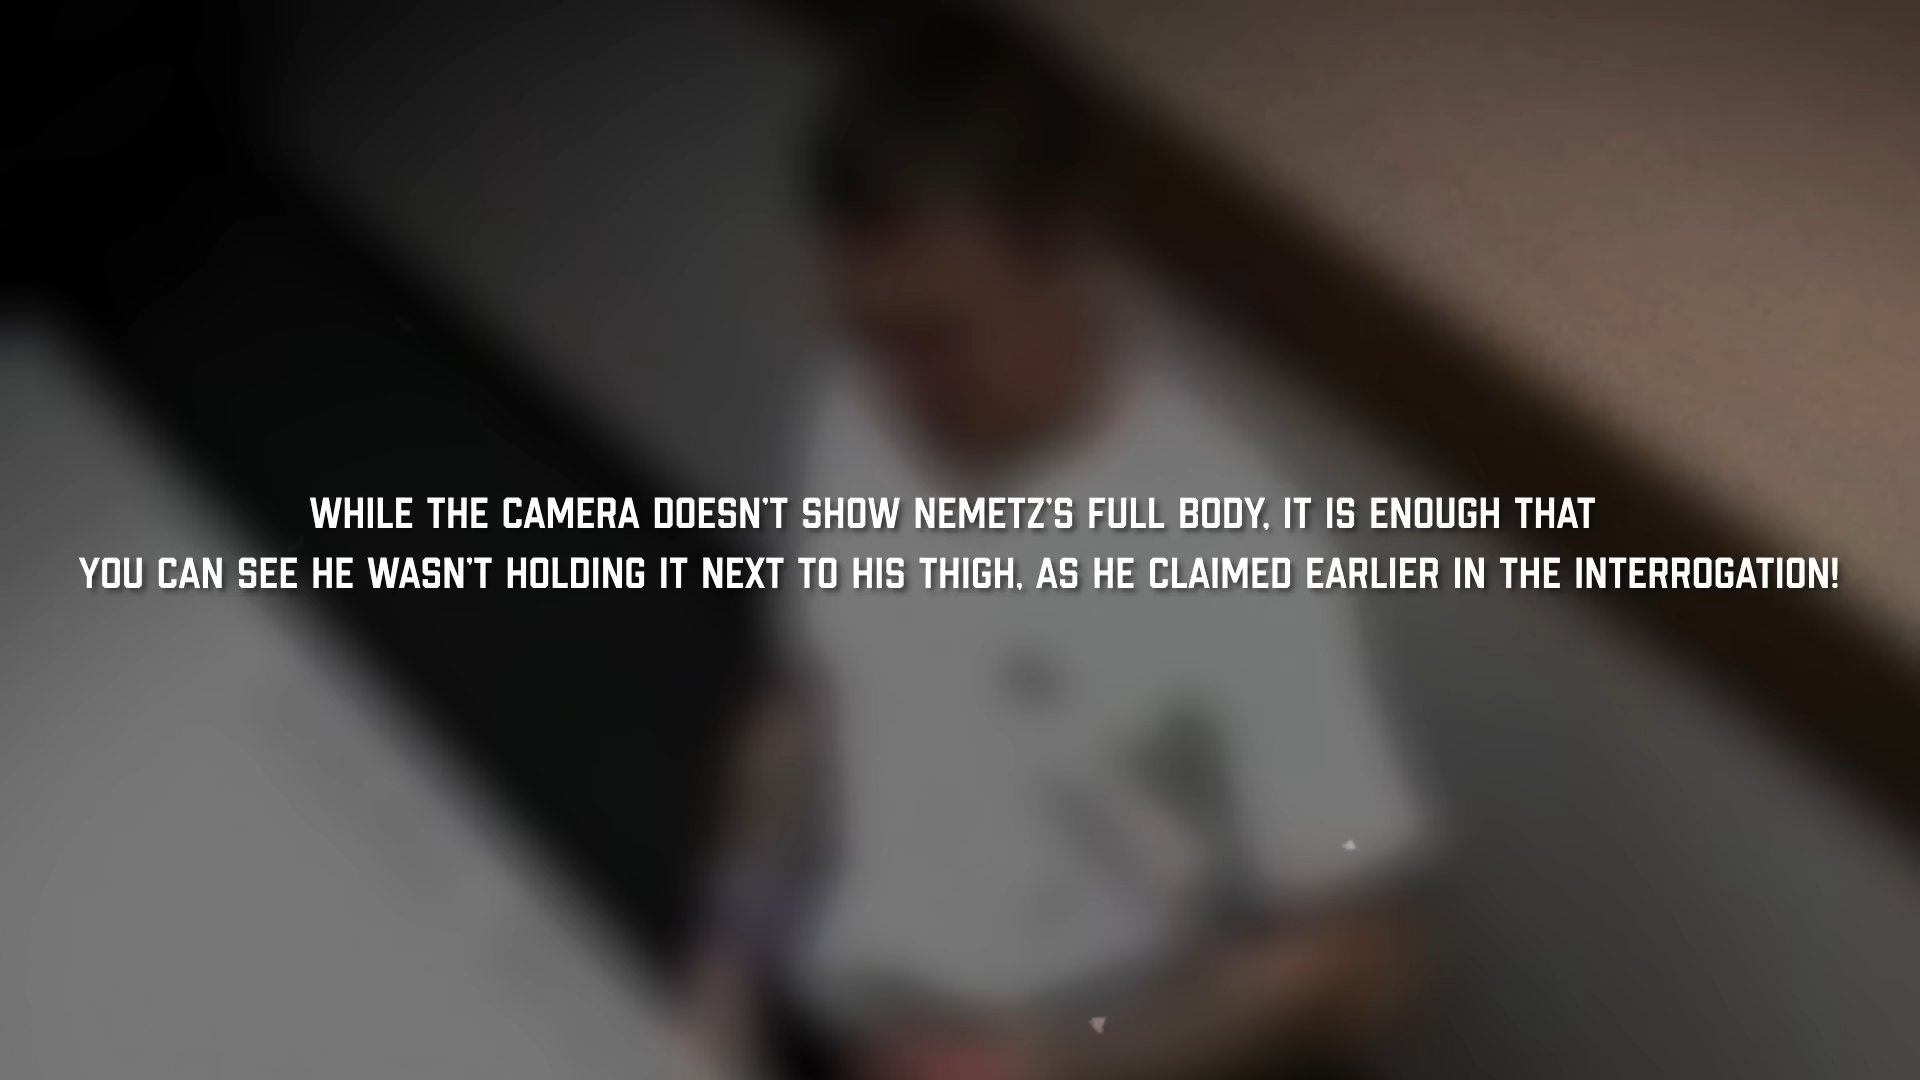 WHILE THE CAMERA DOESN'T SHOW NEMETZ'S FULL BODY, IT IS ENOUGH THAT
YOU CAN SEE HE WASN'T HOLDING IT NEXT TO HIS THIGH, AS HE CLAIMED EARLIER IN THE INTERROGATION!